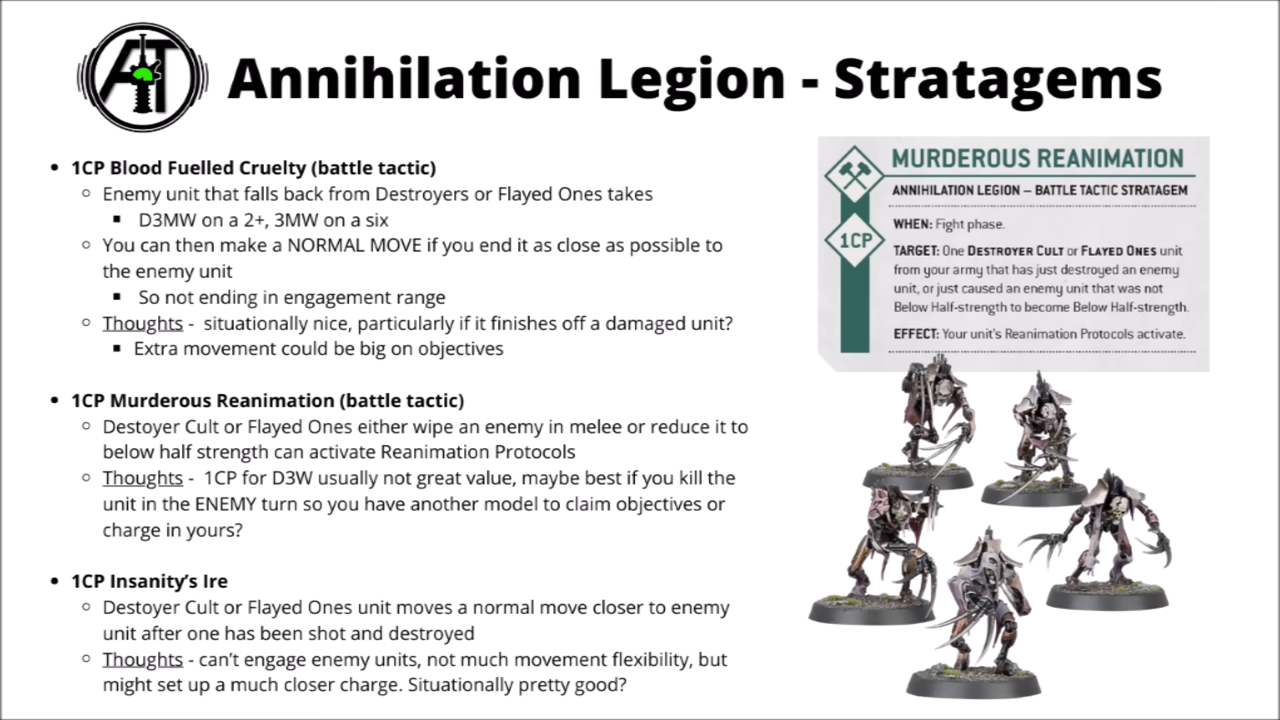 AT
Annihilation Legion - Stratagems
• 1CP Blood Fuelled Cruelty (battle tactic)
○ Enemy unit that falls back from Destroyers or Flayed Ones takes
▪ D3MW on a 2+, 3MW on a six
○ You can then make a NORMAL MOVE if you end it as close as possible to
the enemy unit
▪ So not ending in engagement range
○ Thoughts - situationally nice, particularly if it finishes off a damaged unit?
▪ Extra movement could be big on objectives
• 1CP Murderous Reanimation (battle tactic)
○ Destoyer Cult or Flayed Ones either wipe an enemy in melee or reduce it to
below half strength can activate Reanimation Protocols
○ Thoughts - 1CP for D3W usually not great value, maybe best if you kill the
unit in the ENEMY turn so you have another model to claim objectives or
charge in yours?
• 1CP Insanity’s Ire
○ Destoyer Cult or Flayed Ones unit moves a normal move closer to enemy
unit after one has been shot and destroyed
○ Thoughts - can't engage enemy units, not much movement flexibility, but
might set up a much closer charge. Situationally pretty good?
MURDEROUS REANIMATION
ANNIHILATION LEGION – BATTLE TACTIC STRATAGEM
1CP
WHEN: Fight phase.
TARGET: One DESTROYER CULT or FLAYED ONES unit
from your army that has just destroyed an enemy
unit, or just caused an enemy unit that was not
Below Half-strength to become Below Half-strength.
EFFECT: Your unit's Reanimation Protocols activate.